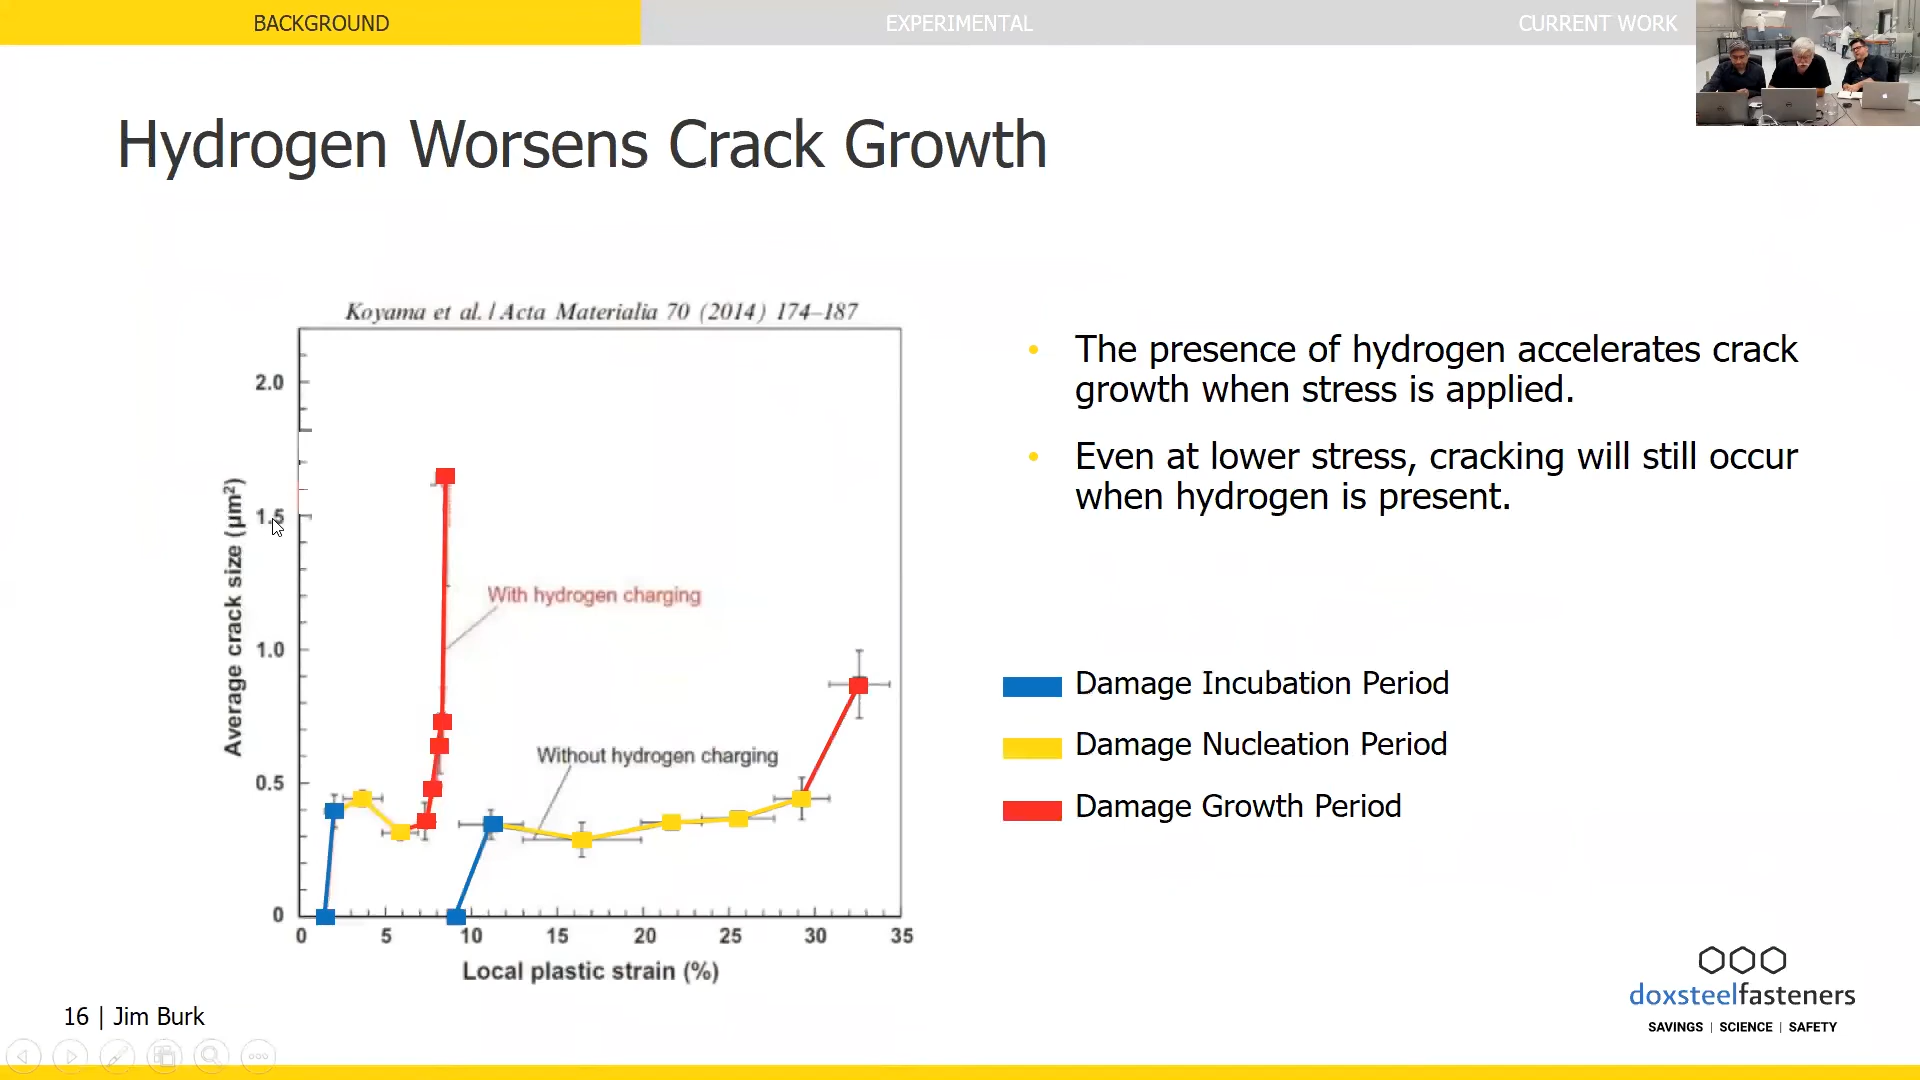 BACKGROUND
EXPERIMENTAL
CURRENT WORK
Hydrogen Worsens Crack Growth
Koyama et al. / Acta Materialia 70 (2014) 174–187
2.0
1.5
1.0
0.5
0
Average crack size (µm²)
With hydrogen charging
Without hydrogen charging
0 5 10 15 20 25 30 35
Local plastic strain (%)
• The presence of hydrogen accelerates crack
growth when stress is applied.
• Even at lower stress, cracking will still occur
when hydrogen is present.
Damage Incubation Period
Damage Nucleation Period
Damage Growth Period
16 | Jim Burk
doxsteelfasteners
SAVINGS | SCIENCE | SAFETY